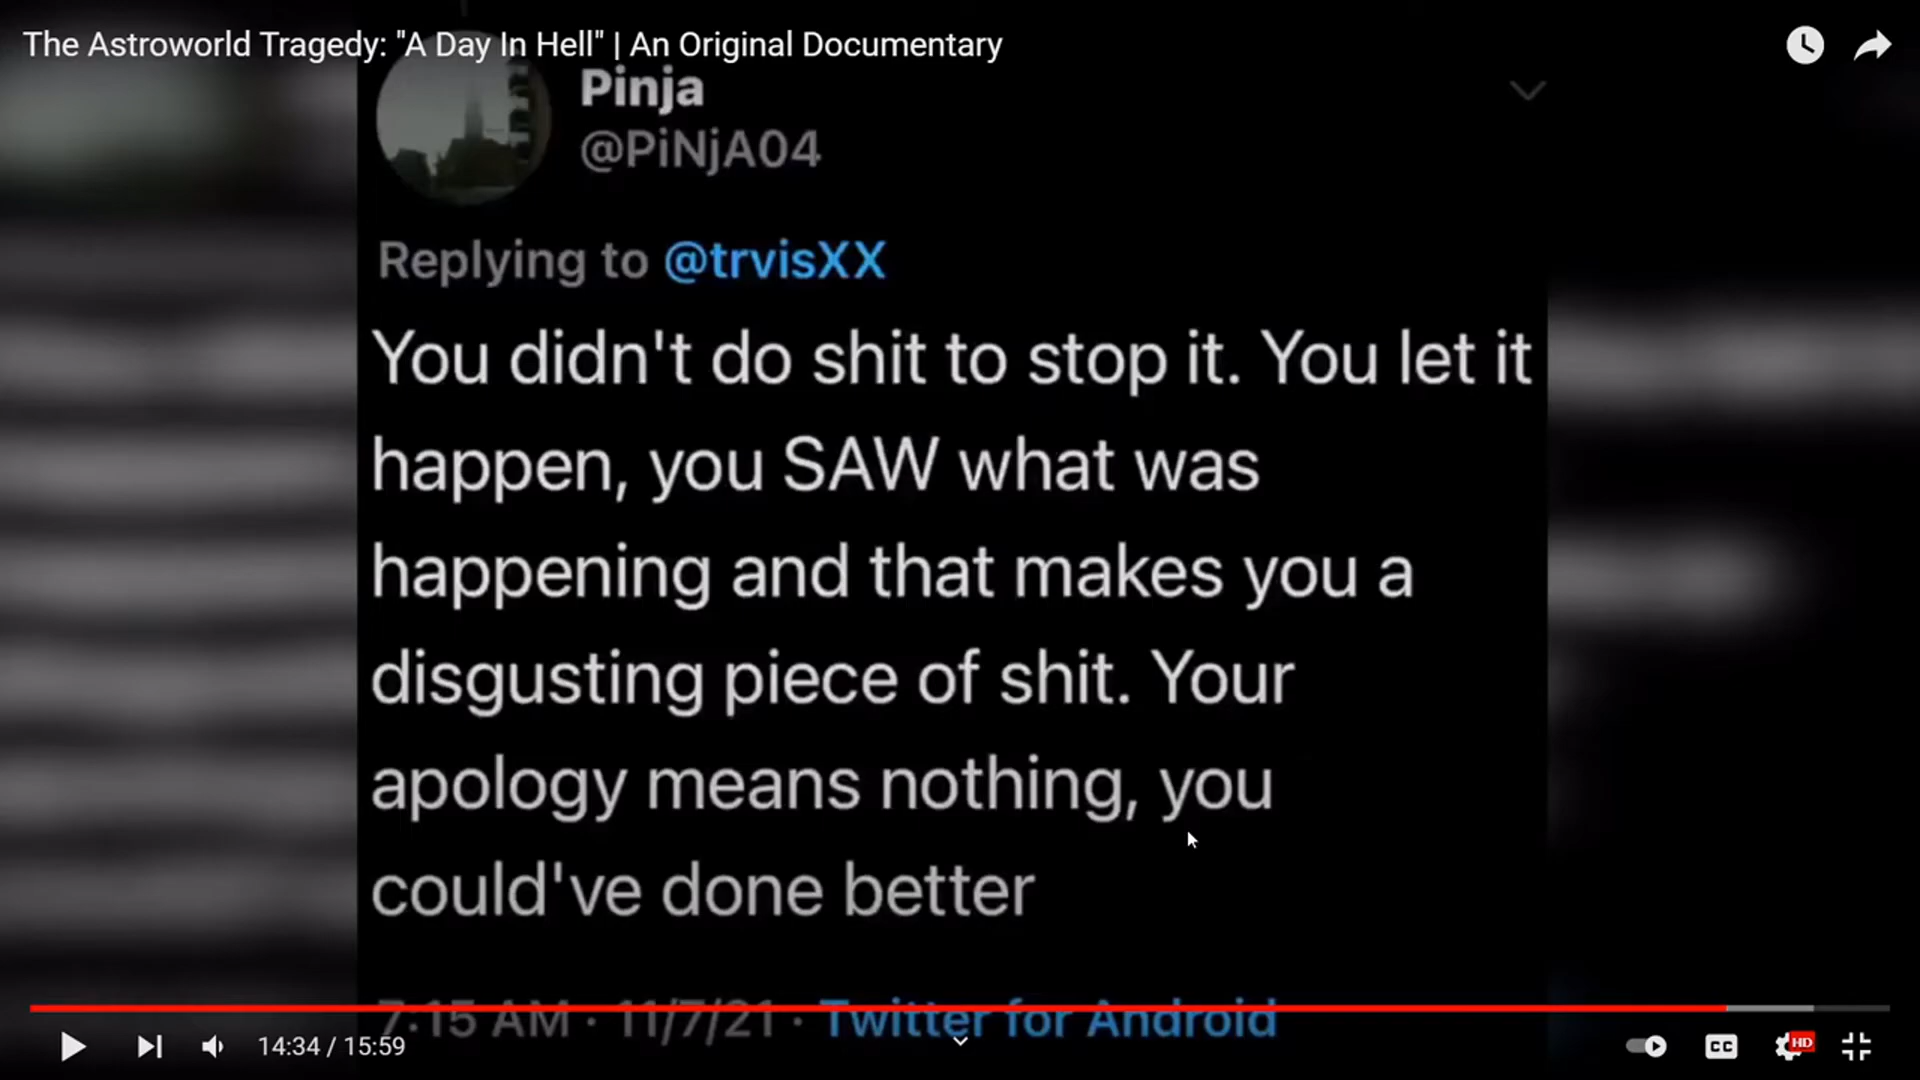 The Astroworld Tragedy: "A Day In Hell" | An Original Documentary
Pinja
@PiNjA04
Replying to @trvisXX
You didn't do shit to stop it. You let it
happen, you SAW what was
happening and that makes you a
disgusting piece of shit. Your
apology means nothing, you
could've done better
7:15 AM · 11/7/21 · Twitter for Android
14:34 / 15:59
CC
HD